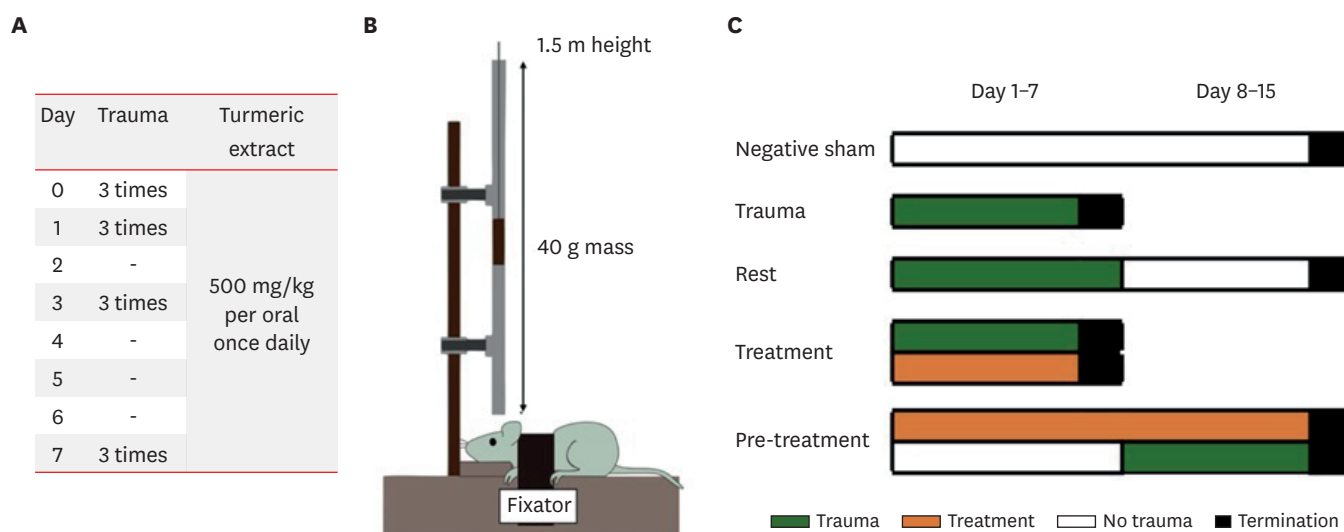 A
Day Trauma Turmeric
extract
0 3 times
1 3 times
2 -
3 3 times
4 -
5 -
6 -
7 3 times
500 mg/kg
per oral
once daily
B
1.5 m height
40 g mass
Fixator
C
Day 1–7 Day 8–15
Negative sham
Trauma
Rest
Treatment
Pre-treatment
Trauma Treatment No trauma Termination